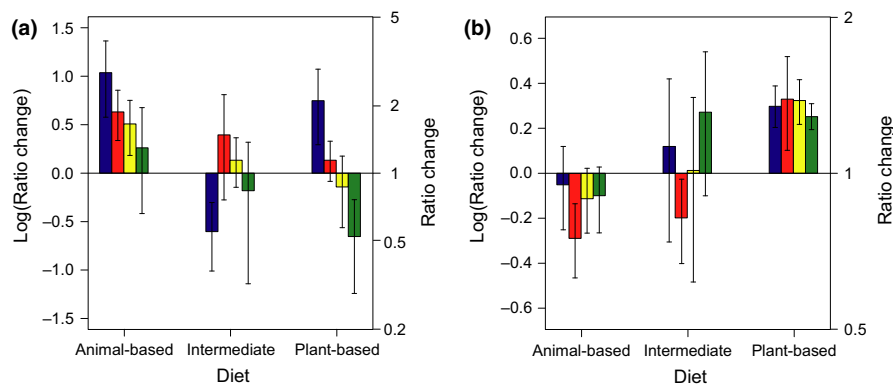 (a)
Log(Ratio change)
1.5
1.0
0.5
0.0
–0.5
–1.0
–1.5
5
2
1
0.5
0.2
Ratio change
Animal-based Intermediate Plant-based
Diet
(b)
Log(Ratio change)
0.6
0.4
0.2
0.0
–0.2
–0.4
–0.6
2
1
0.5
Ratio change
Animal-based Intermediate Plant-based
Diet